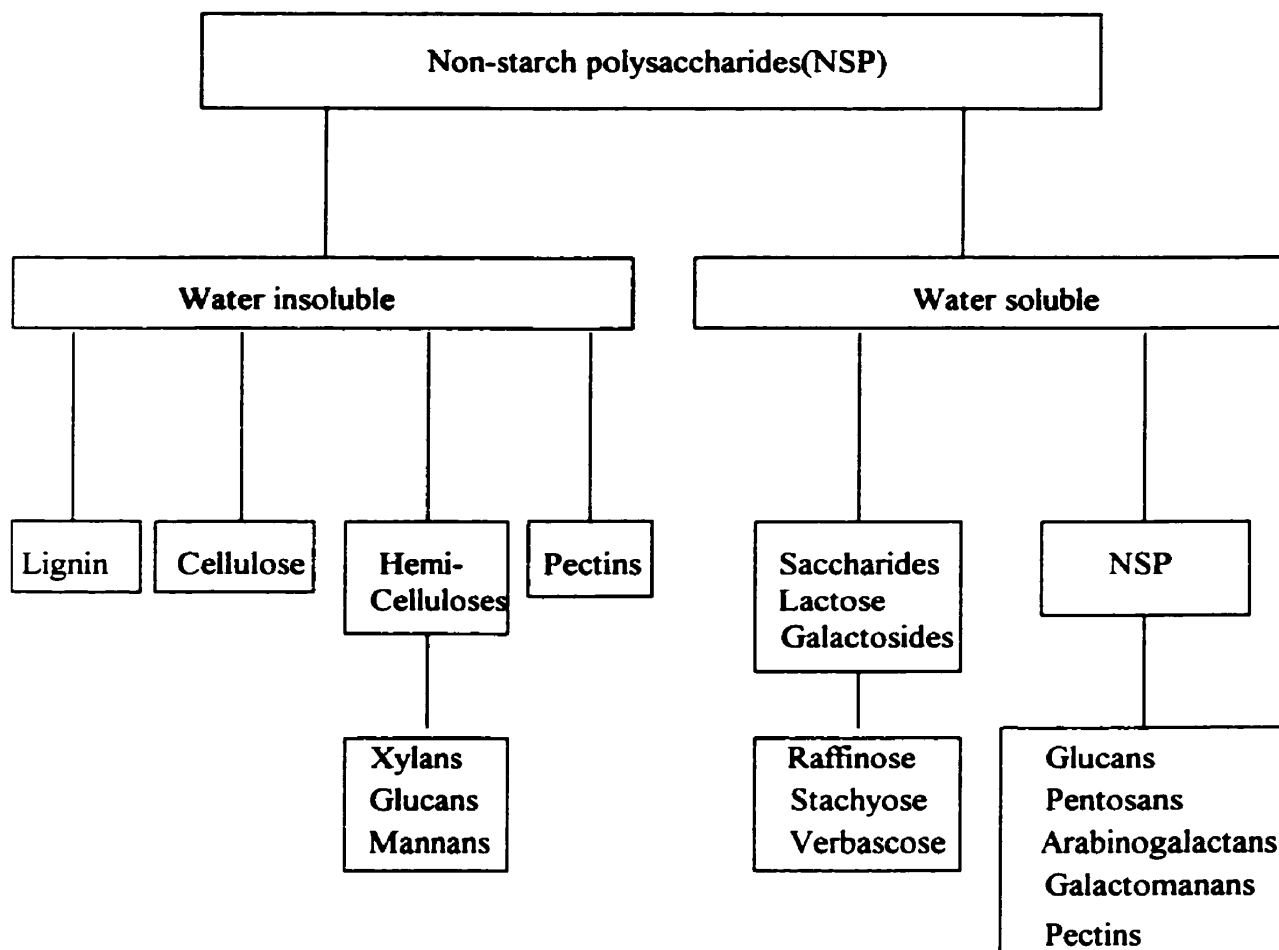 Non-starch polysaccharides(NSP)
Water insoluble
Water soluble
Lignin
Cellulose
Hemi-
Celluloses
Pectins
Saccharides
Lactose
Galactosides
NSP
Xylans
Glucans
Mannans
Raffinose
Stachyose
Verbascose
Glucans
Pentosans
Arabinogalactans
Galactomanans
Pectins